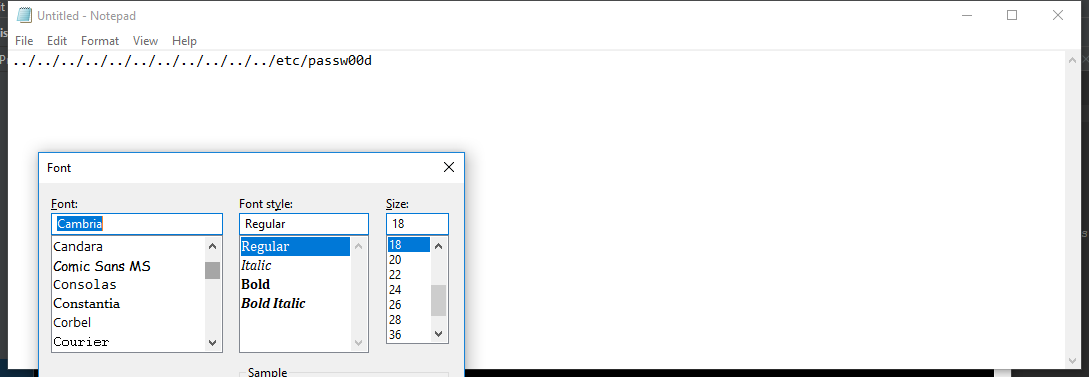 Untitled - Notepad
File Edit Format View Help
../../../../../../../../../../../etc/passw00d
Font
Font: Font style: Size:
Cambria Regular 18
Candara Regular 18
Comic Sans MS Italic 20
Consolas Bold 22
Constantia Bold Italic 24
Corbel 26
Courier 28
36
Sample